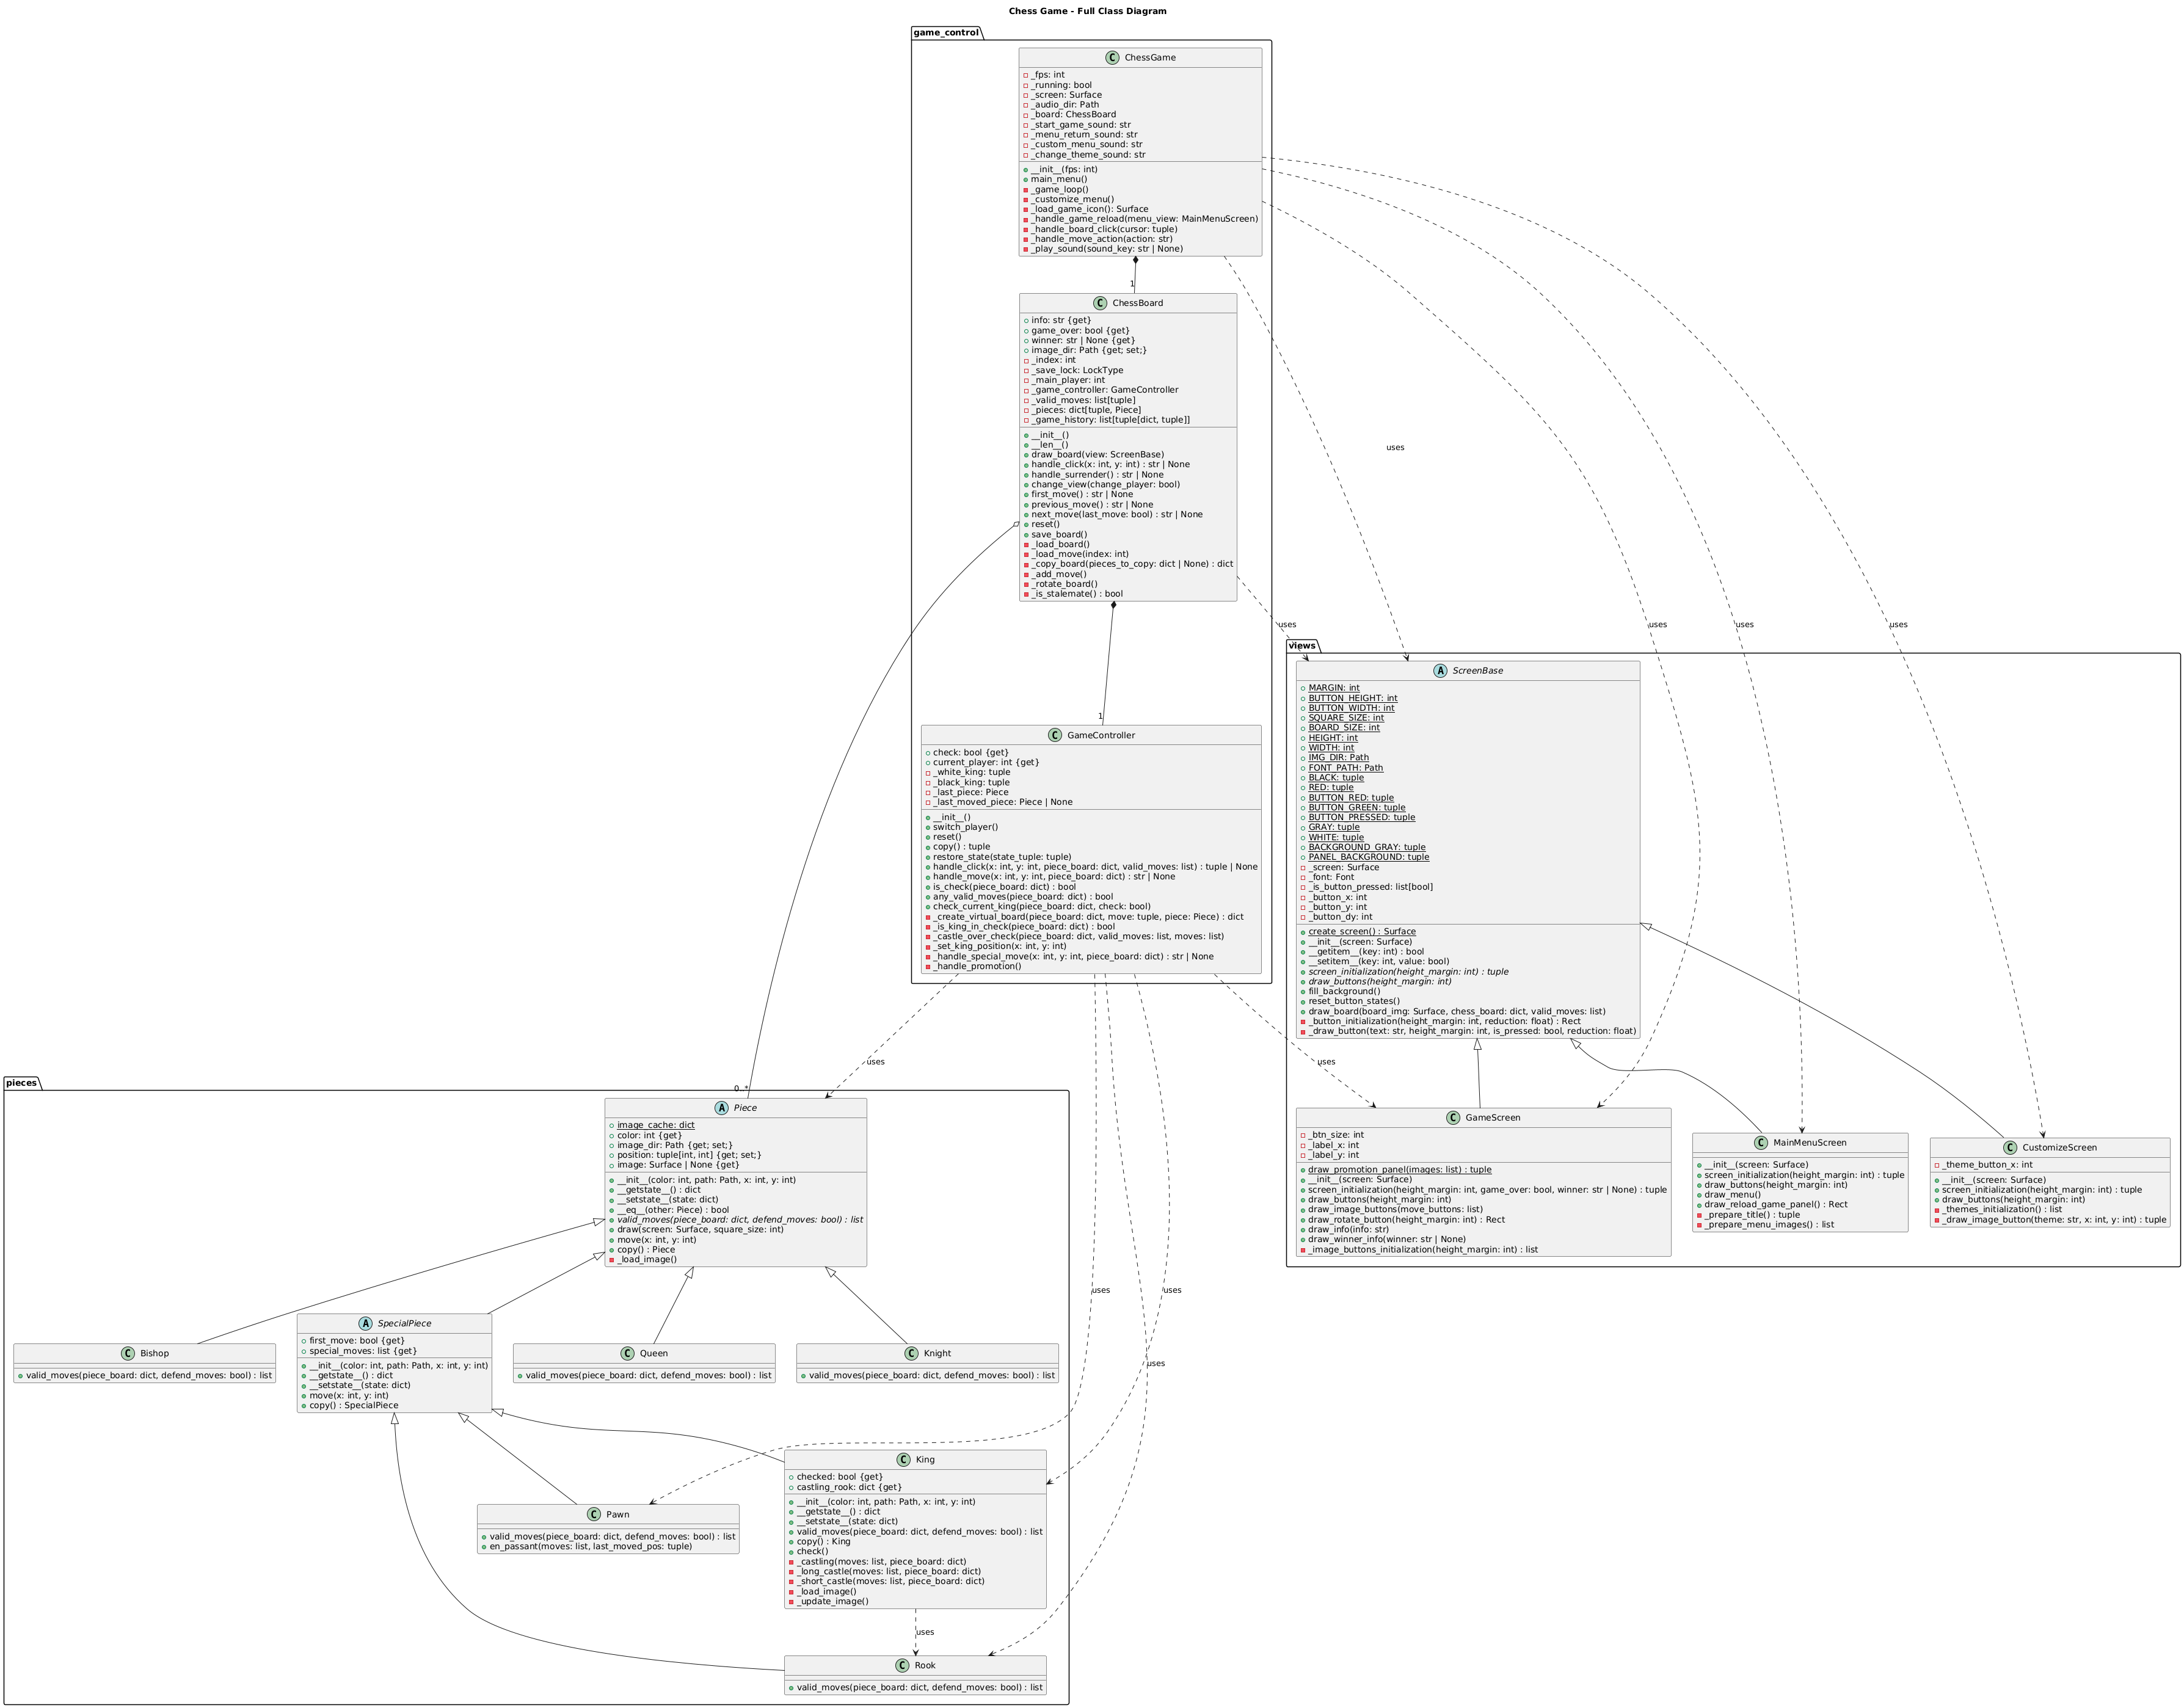 Chess Game - Full Class Diagram
game_control
ChessGame
_fps: int
_running: bool
_screen: Surface
_audio_dir: Path
_board: ChessBoard
_start_game_sound: str
_menu_return_sound: str
_custom_menu_sound: str
_change_theme_sound: str
__init__(fps: int)
main_menu()
_game_loop()
_customize_menu()
_load_game_icon(): Surface
_handle_game_reload(menu_view: MainMenuScreen)
_handle_board_click(cursor: tuple)
_handle_move_action(action: str)
_play_sound(sound_key: str | None)
1
ChessBoard
info: str {get}
game_over: bool {get}
winner: str | None {get}
image_dir: Path {get; set;}
_index: int
_save_lock: LockType
_main_player: int
_game_controller: GameController
_valid_moves: list[tuple]
_pieces: dict[tuple, Piece]
_game_history: list[tuple[dict, tuple]]
__init__()
__len__()
draw_board(view: ScreenBase)
handle_click(x: int, y: int) : str | None
handle_surrender() : str | None
change_view(change_player: bool)
first_move() : str | None
previous_move() : str | None
next_move(last_move: bool) : str | None
reset()
save_board()
_load_board()
_load_move(index: int)
_copy_board(pieces_to_copy: dict | None) : dict
_add_move()
_rotate_board()
_is_stalemate() : bool
uses
uses
uses
uses
uses
1
GameController
check: bool {get}
current_player: int {get}
_white_king: tuple
_black_king: tuple
_last_piece: Piece
_last_moved_piece: Piece | None
__init__()
switch_player()
reset()
copy() : tuple
restore_state(state_tuple: tuple)
handle_click(x: int, y: int, piece_board: dict, valid_moves: list) : tuple | None
handle_move(x: int, y: int, piece_board: dict) : str | None
is_check(piece_board: dict) : bool
any_valid_moves(piece_board: dict) : bool
check_current_king(piece_board: dict, check: bool)
_create_virtual_board(piece_board: dict, move: tuple, piece: Piece) : dict
_is_king_in_check(piece_board: dict) : bool
_castle_over_check(piece_board: dict, valid_moves: list, moves: list)
_set_king_position(x: int, y: int)
_handle_special_move(x: int, y: int, piece_board: dict) : str | None
_handle_promotion()
views
ScreenBase
MARGIN: int
BUTTON_HEIGHT: int
BUTTON_WIDTH: int
SQUARE_SIZE: int
BOARD_SIZE: int
HEIGHT: int
WIDTH: int
IMG_DIR: Path
FONT_PATH: Path
BLACK: tuple
RED: tuple
BUTTON_RED: tuple
BUTTON_GREEN: tuple
BUTTON_PRESSED: tuple
GRAY: tuple
WHITE: tuple
BACKGROUND_GRAY: tuple
PANEL_BACKGROUND: tuple
_screen: Surface
_font: Font
_is_button_pressed: list[bool]
_button_x: int
_button_y: int
_button_dy: int
create_screen() : Surface
__init__(screen: Surface)
__getitem__(key: int) : bool
__setitem__(key: int, value: bool)
screen_initialization(height_margin: int) : tuple
draw_buttons(height_margin: int)
fill_background()
reset_button_states()
draw_board(board_img: Surface, chess_board: dict, valid_moves: list)
_button_initialization(height_margin: int, reduction: float) : Rect
_draw_button(text: str, height_margin: int, is_pressed: bool, reduction: float)
uses
uses
GameScreen
_btn_size: int
_label_x: int
_label_y: int
draw_promotion_panel(images: list) : tuple
__init__(screen: Surface)
screen_initialization(height_margin: int, game_over: bool, winner: str | None) : tuple
draw_buttons(height_margin: int)
draw_image_buttons(move_buttons: list)
draw_rotate_button(height_margin: int) : Rect
draw_info(info: str)
draw_winner_info(winner: str | None)
_image_buttons_initialization(height_margin: int) : list
MainMenuScreen
__init__(screen: Surface)
screen_initialization(height_margin: int) : tuple
draw_buttons(height_margin: int)
draw_menu()
draw_reload_game_panel() : Rect
_prepare_title() : tuple
_prepare_menu_images() : list
CustomizeScreen
_theme_button_x: int
__init__(screen: Surface)
screen_initialization(height_margin: int) : tuple
draw_buttons(height_margin: int)
_themes_initialization() : list
_draw_image_button(theme: str, x: int, y: int) : tuple
pieces
0..*
Piece
image_cache: dict
color: int {get}
image_dir: Path {get; set;}
position: tuple[int, int] {get; set;}
image: Surface | None {get}
__init__(color: int, path: Path, x: int, y: int)
__getstate__() : dict
__setstate__(state: dict)
__eq__(other: Piece) : bool
valid_moves(piece_board: dict, defend_moves: bool) : list
draw(screen: Surface, square_size: int)
move(x: int, y: int)
copy() : Piece
_load_image()
uses
uses
uses
Bishop
valid_moves(piece_board: dict, defend_moves: bool) : list
SpecialPiece
first_move: bool {get}
special_moves: list {get}
__init__(color: int, path: Path, x: int, y: int)
__getstate__() : dict
__setstate__(state: dict)
move(x: int, y: int)
copy() : SpecialPiece
Queen
valid_moves(piece_board: dict, defend_moves: bool) : list
Knight
valid_moves(piece_board: dict, defend_moves: bool) : list
Pawn
valid_moves(piece_board: dict, defend_moves: bool) : list
en_passant(moves: list, last_moved_pos: tuple)
King
checked: bool {get}
castling_rook: dict {get}
__init__(color: int, path: Path, x: int, y: int)
__getstate__() : dict
__setstate__(state: dict)
valid_moves(piece_board: dict, defend_moves: bool) : list
copy() : King
check()
_castling(moves: list, piece_board: dict)
_long_castle(moves: list, piece_board: dict)
_short_castle(moves: list, piece_board: dict)
_load_image()
_update_image()
uses
Rook
valid_moves(piece_board: dict, defend_moves: bool) : list